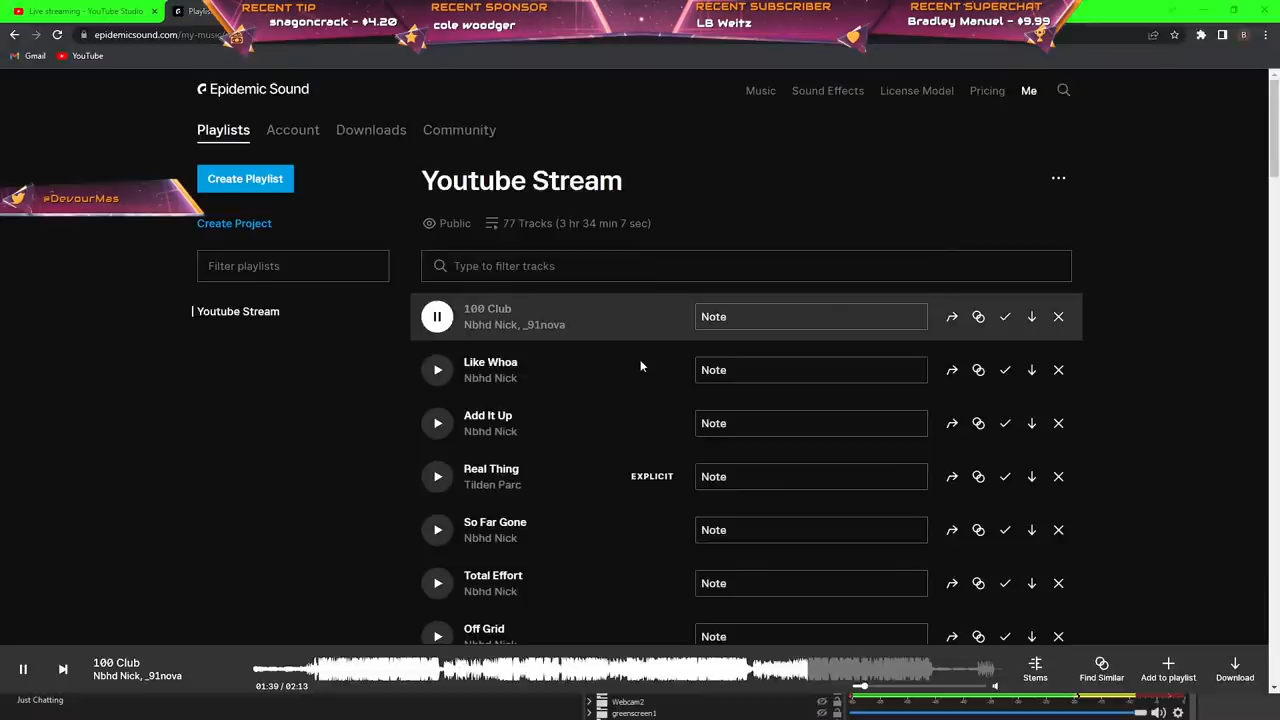 RECENT TIP
snagoncrack - $4.20
RECENT SPONSOR
cole woodger
RECENT SUBSCRIBER
LB Weitz
RECENT SUPERCHAT
Bradley Manuel - $9.99
Live streaming - YouTube Studio
Playlis
epidemicsound.com/my-music
B
Gmail
YouTube
Epidemic Sound
Music
Sound Effects
License Model
Pricing
Me
Playlists
Account
Downloads
Community
Create Playlist
@DevourMas
Create Project
Filter playlists
Youtube Stream
Youtube Stream
Public
77 Tracks (3 hr 34 min 7 sec)
Type to filter tracks
100 Club
Nbhd Nick, _91nova
Note
Like Whoa
Nbhd Nick
Note
Add It Up
Nbhd Nick
Note
Real Thing
Tilden Parc
EXPLICIT
Note
So Far Gone
Nbhd Nick
Note
Total Effort
Nbhd Nick
Note
Off Grid
Nbhd Nick
Note
100 Club
Nbhd Nick, _91nova
01:39 / 02:13
Stems
Find Similar
Add to playlist
Download
Just Chatting
Webcam2
greenscreen1